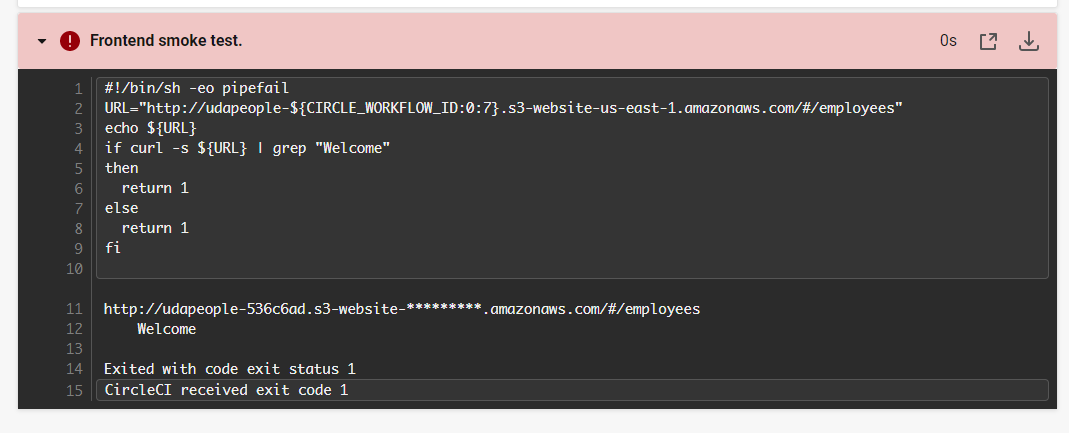 Frontend smoke test.
0s
1 #!/bin/sh -eo pipefail
2 URL="http://udapeople-${CIRCLE_WORKFLOW_ID:0:7}.s3-website-us-east-1.amazonaws.com/#/employees"
3 echo ${URL}
4 if curl -s ${URL} | grep "Welcome"
5 then
6   return 1
7 else
8   return 1
9 fi
10
11 http://udapeople-536c6ad.s3-website-*********.amazonaws.com/#/employees
12     Welcome
13
14 Exited with code exit status 1
15 CircleCI received exit code 1